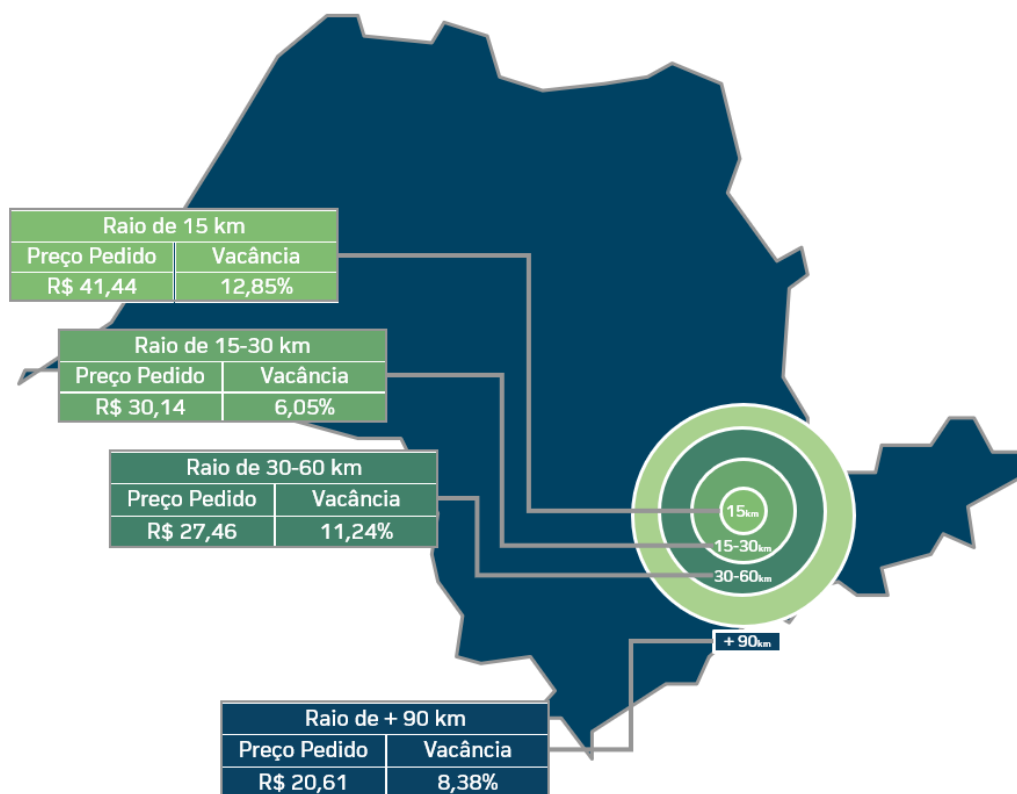 Raio de 15 km
Preço Pedido Vacância
R$ 41,44 12,85%
Raio de 15-30 km
Preço Pedido Vacância
R$ 30,14 6,05%
Raio de 30-60 km
Preço Pedido Vacância
R$ 27,46 11,24%
15km
15-30km
30-60km
+ 90km
Raio de + 90 km
Preço Pedido Vacância
R$ 20,61 8,38%